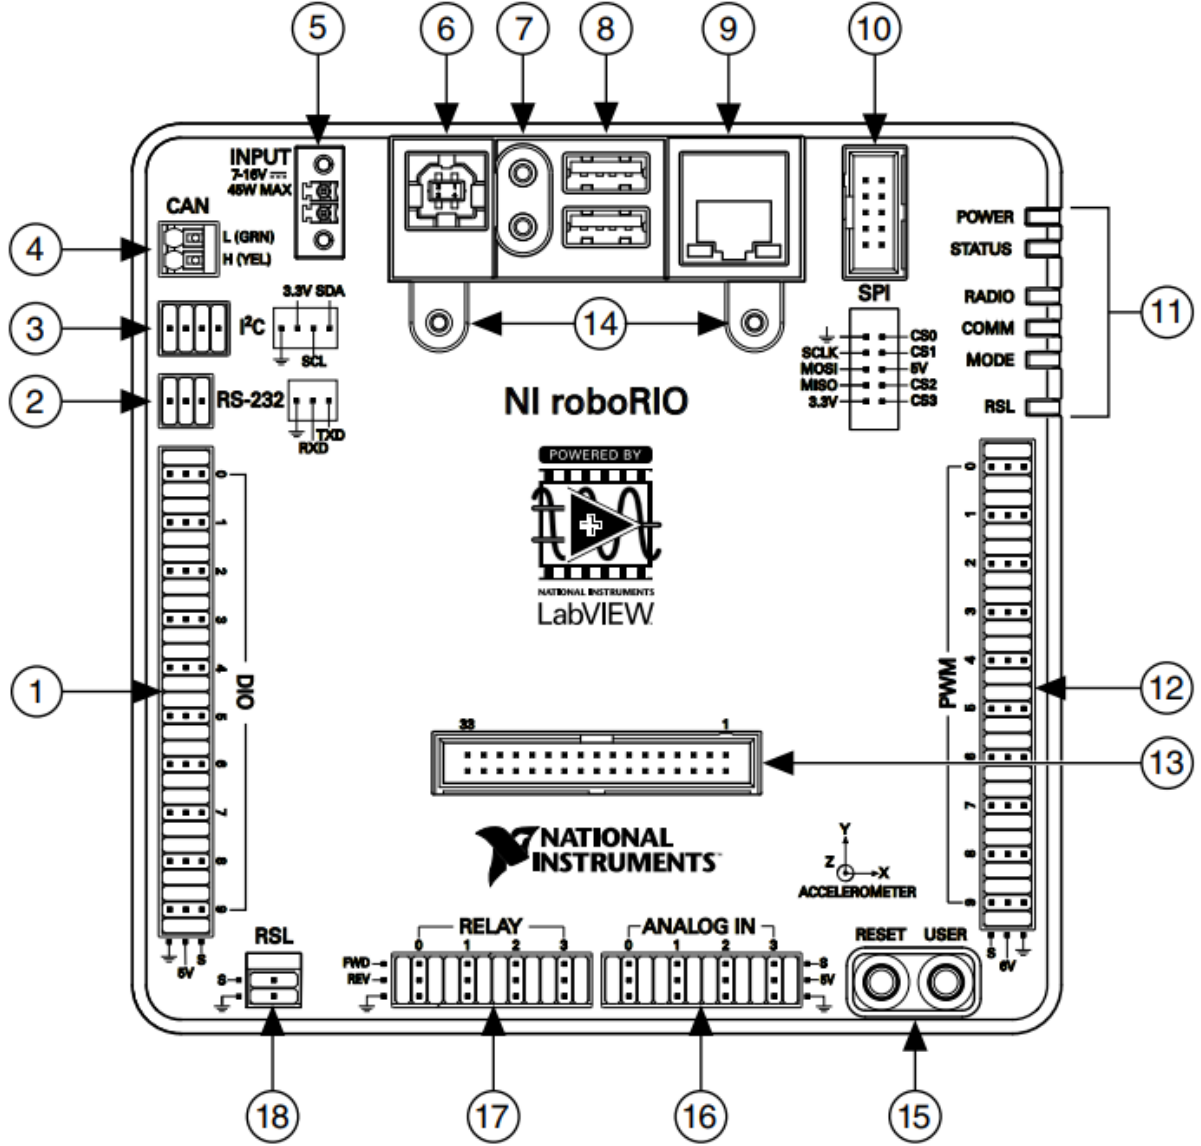 5
6
7
8
9
10
INPUT
7-16V
45W MAX
CAN
4
L (GRN)
H (YEL)
3
I²C
3.3V SDA
SCL
2
RS-232
TXD
RXD
14
SPI
CS0
SCLK
CS1
MOSI
5V
MISO
CS2
3.3V
CS3
POWER
STATUS
RADIO
COMM
MODE
RSL
11
NI roboRIO
POWERED BY
NATIONAL INSTRUMENTS
LabVIEW
1
0
1
2
3
4
5
6
7
8
9
DIO
5V
S
0
1
2
3
4
5
6
7
8
9
PWM
S
6V
12
33
1
13
NATIONAL
INSTRUMENTS
Y
Z
X
ACCELEROMETER
RSL
S
18
RELAY
0 1 2 3
FWD
REV
17
ANALOG IN
0 1 2 3
S
5V
16
RESET USER
15